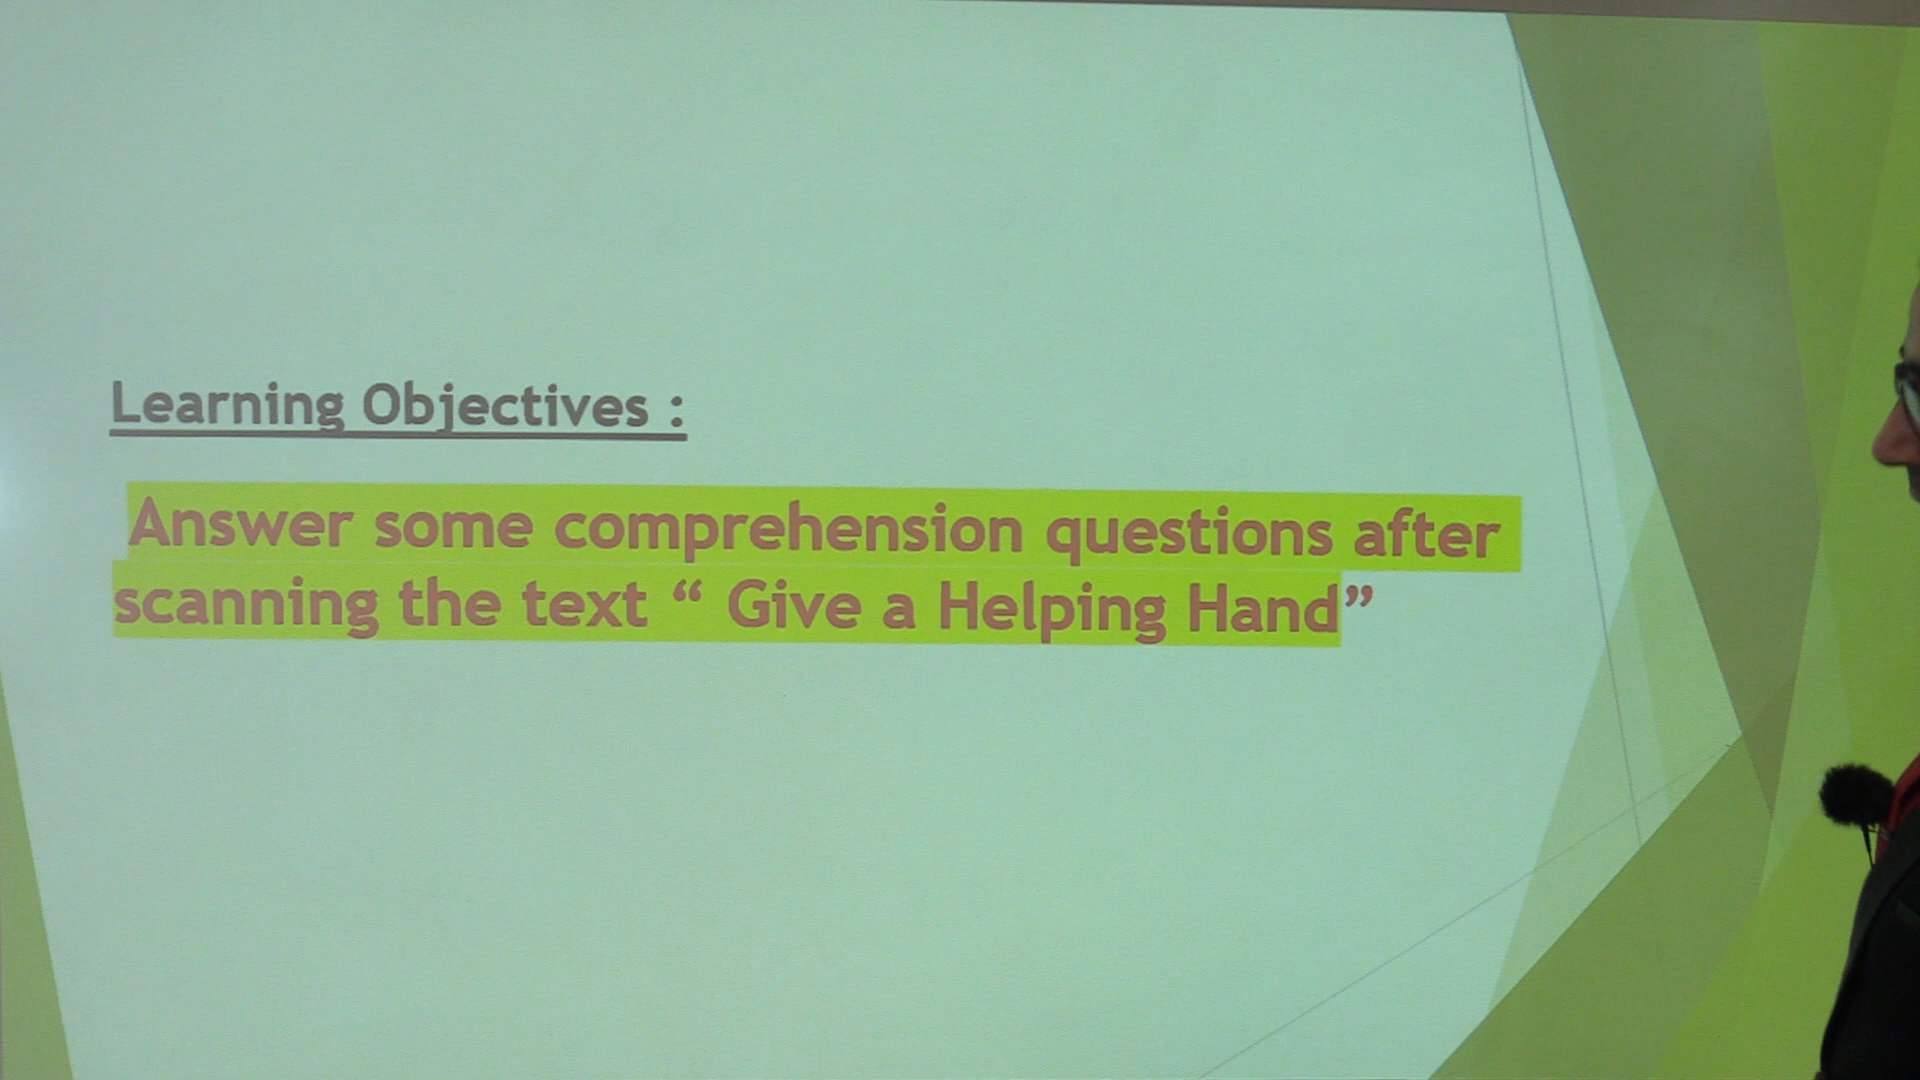 Learning Objectives :
Answer some comprehension questions after
scanning the text “ Give a Helping Hand”